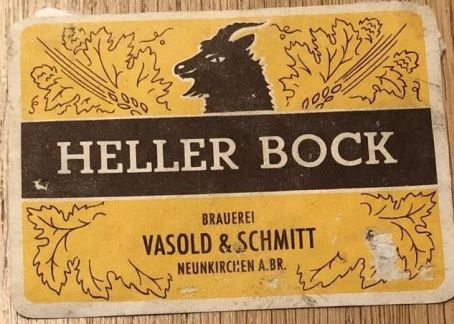 HELLER BOCK
BRAUEREI
VASOLD & SCHMITT
NEUNKIRCHEN A.BR.